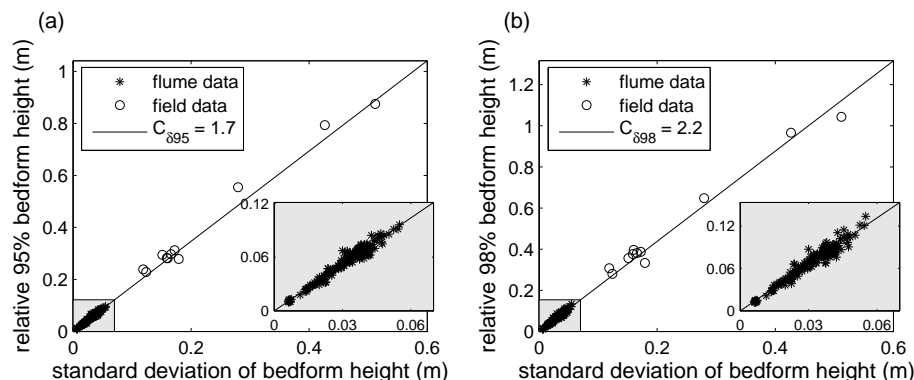 (a)
relative 95% bedform height (m)
1
0.8
0.6
0.4
0.2
0
flume data
field data
C_δ95 = 1.7
0.12
0.06
0
0
0.03
0.06
0
0.2
0.4
0.6
standard deviation of bedform height (m)
(b)
relative 98% bedform height (m)
1.2
1
0.8
0.6
0.4
0.2
0
flume data
field data
C_δ98 = 2.2
0.12
0.06
0
0
0.03
0.06
0
0.2
0.4
0.6
standard deviation of bedform height (m)